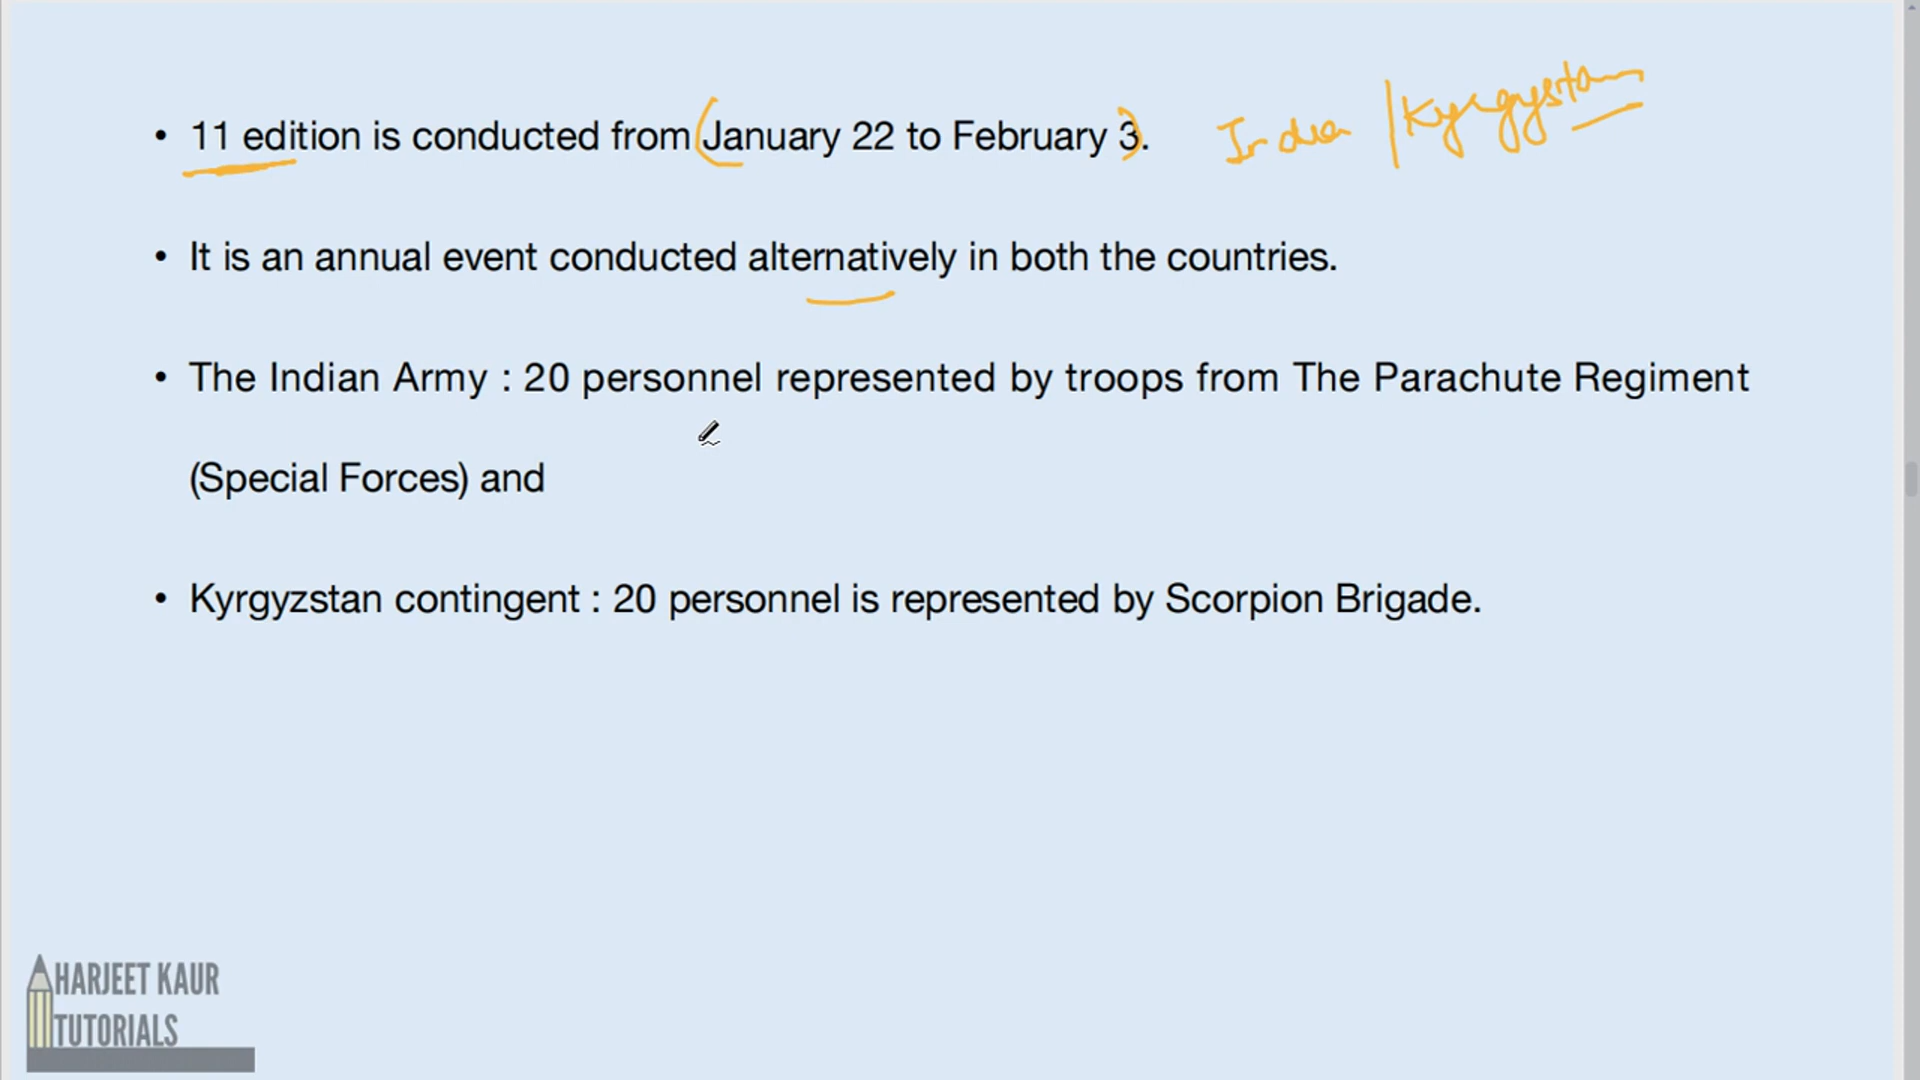 • 11 edition is conducted from January 22 to February 3.
India / Kyrgystan
• It is an annual event conducted alternatively in both the countries.
• The Indian Army : 20 personnel represented by troops from The Parachute Regiment
(Special Forces) and
• Kyrgyzstan contingent : 20 personnel is represented by Scorpion Brigade.
HARJEET KAUR
TUTORIALS